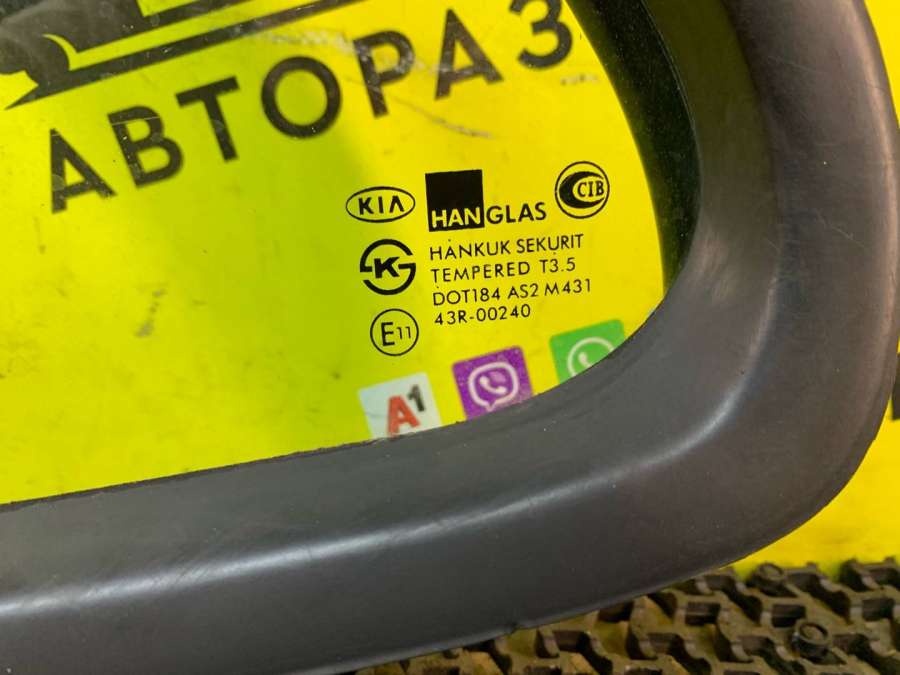 АВТОРАЗ
KIA
HANGLAS
CIB
K
HANKUK SEKURIT
TEMPERED T3.5
DOT184 AS2 M431
43R-00240
E11
A1